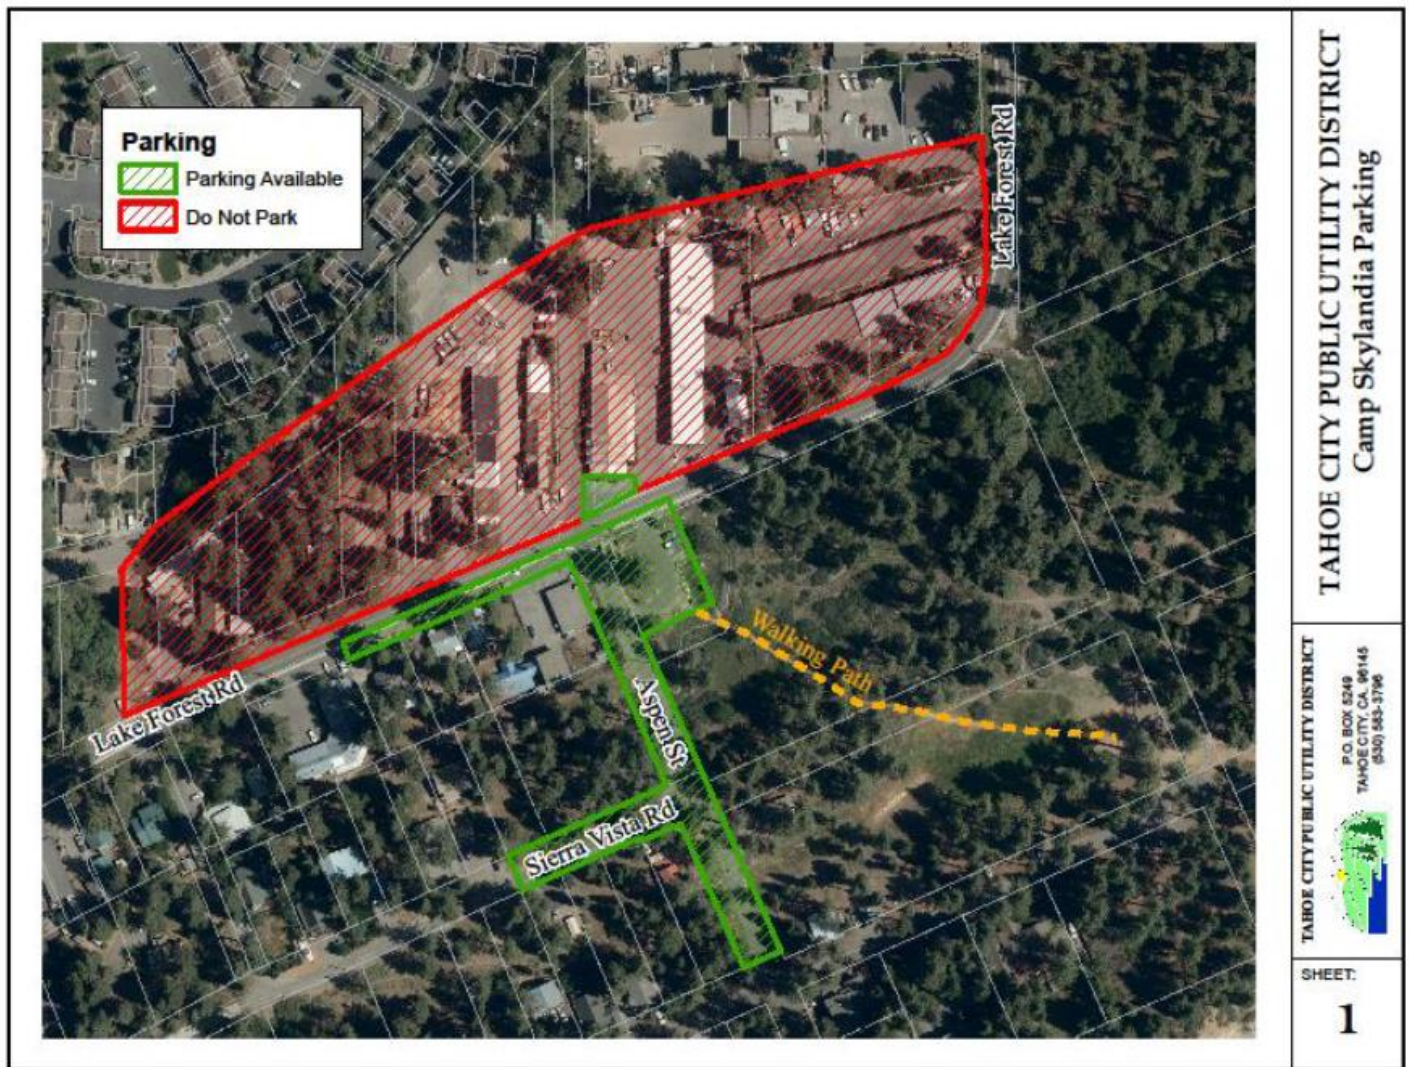 Parking
Parking Available
Do Not Park
Lake Forest Rd
Lake Forest Rd
Walking Path
Aspen St
Sierra Vista Rd
TAHOE CITY PUBLIC UTILITY DISTRICT
Camp Skylandia Parking
TAHOE CITY PUBLIC UTILITY DISTRICT
P.O. BOX 5249
TAHOE CITY, CA. 96145
(530) 583-3796
SHEET:
1